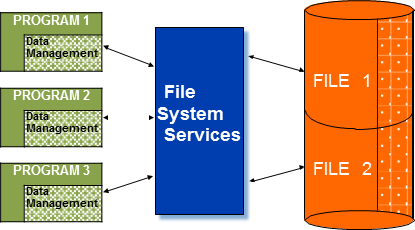 PROGRAM 1
Data
Management
PROGRAM 2
Data
Management
PROGRAM 3
Data
Management
File
System
Services
FILE 1
FILE 2